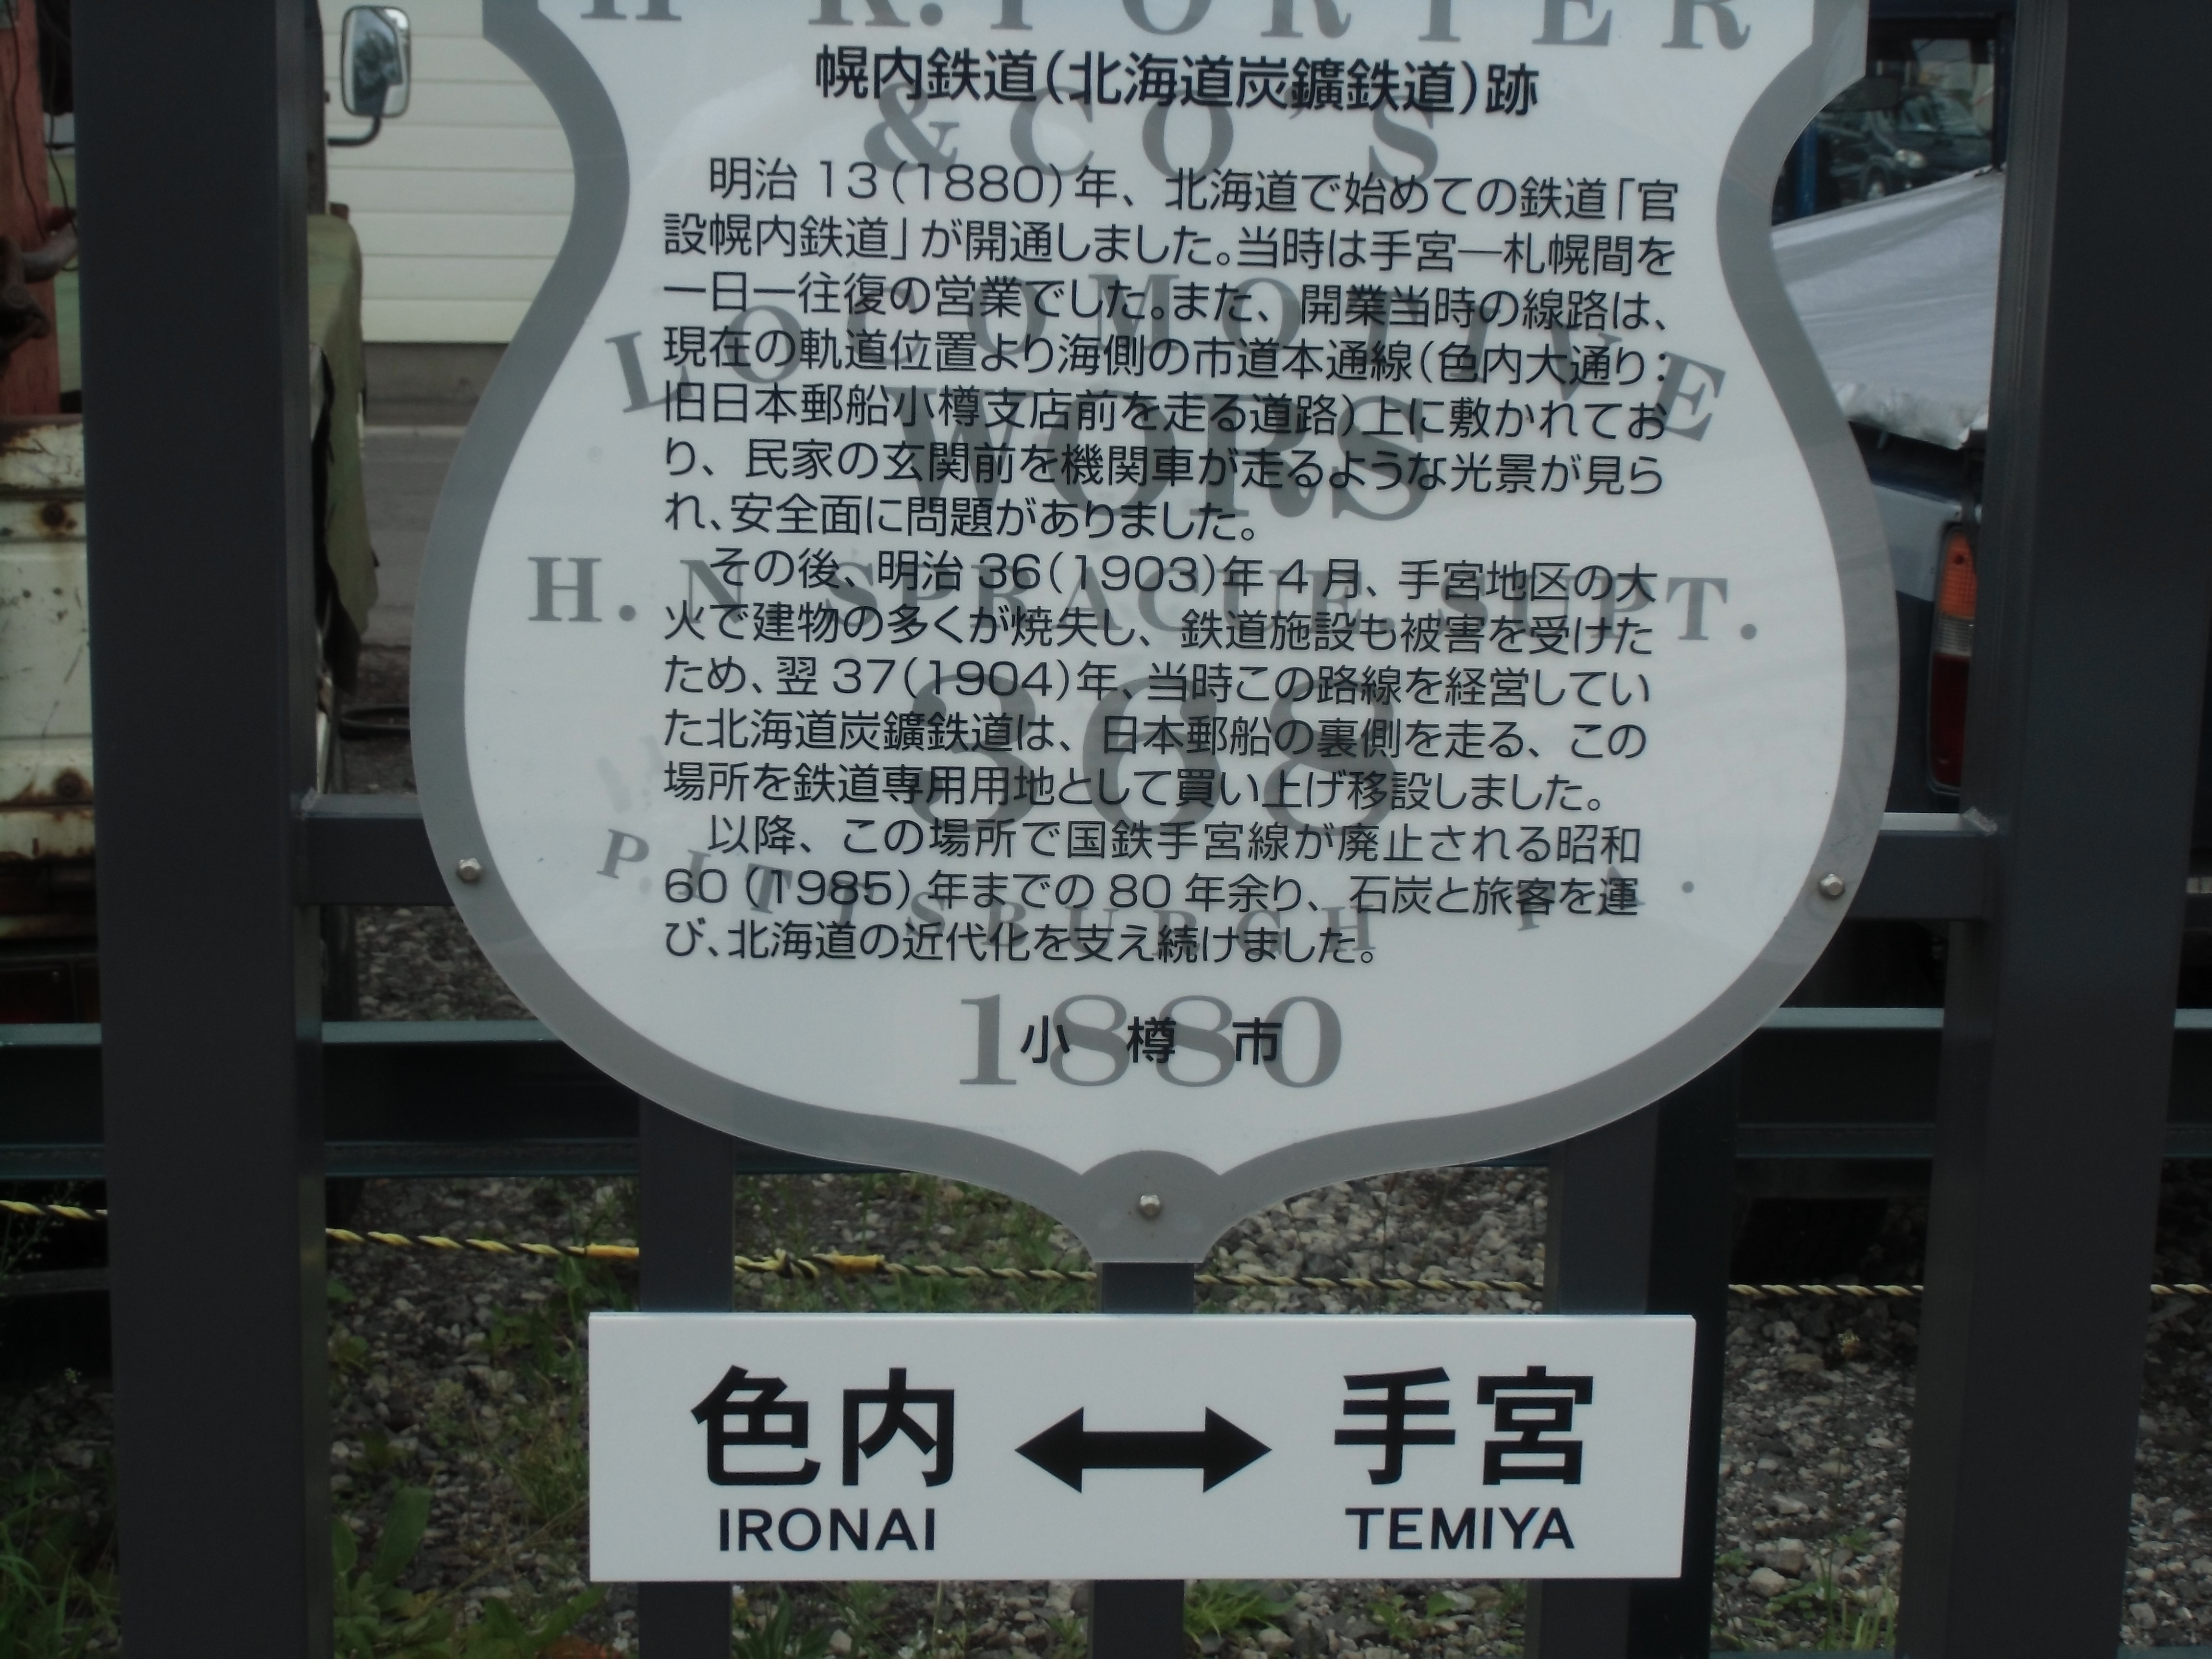 H K. PORTER
幌内鉄道(北海道炭鑛鉄道)跡
& CO'S
明治 13(1880)年、北海道で始めての鉄道「官
設幌内鉄道」が開通しました。当時は手宮―札幌間を
一日一往復の営業でした。また、開業当時の線路は、
LOCOMOTIVE
現在の軌道位置より海側の市道本通線(色内大通り:
旧日本郵船小樽支店前を走る道路)上に敷かれてお
WORS
り、民家の玄関前を機関車が走るような光景が見ら
れ、安全面に問題がありました。
その後、明治 36(1903)年 4 月、手宮地区の大
H. N SPRAGUE SUPT.
火で建物の多くが焼失し、鉄道施設も被害を受けた
ため、翌 37(1904)年、当時この路線を経営してい
368
た北海道炭鑛鉄道は、日本郵船の裏側を走る、この
場所を鉄道専用用地として買い上げ移設しました。
以降、この場所で国鉄手宮線が廃止される昭和
60(1985)年までの 80 年余り、石炭と旅客を運
PITTSBURGH PA.
び、北海道の近代化を支え続けました。
1880
小 樽 市
色内 ↔ 手宮
IRONAI TEMIYA